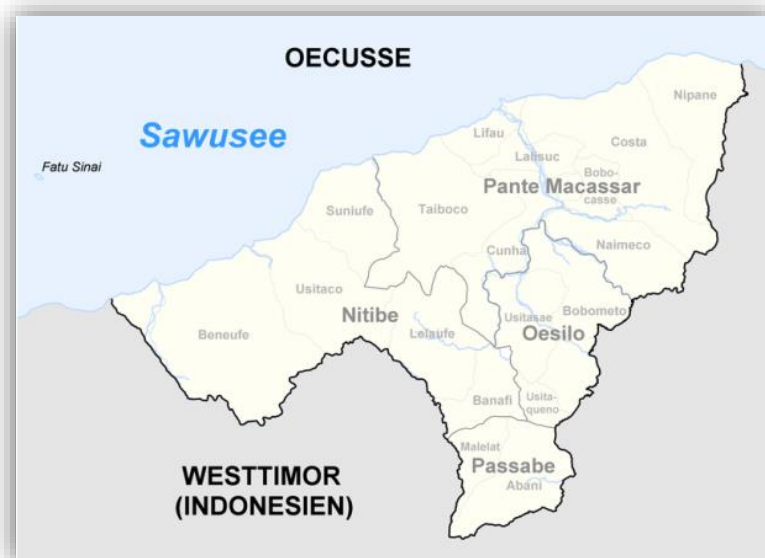 OECUSSE
Nipane
Sawusee
Lifau
Costa
Lalisuc
Fatu Sinai
Bobo-
casse
Pante Macassar
Suniufe
Taiboco
Naimeco
Cunha
Usitaco
Bobometo
Nitibe
Usitasae
Beneufe
Lelaufe
Oesilo
Banafi
Usita-
queno
Malelat
Passabe
WESTTIMOR
(INDONESIEN)
Abani